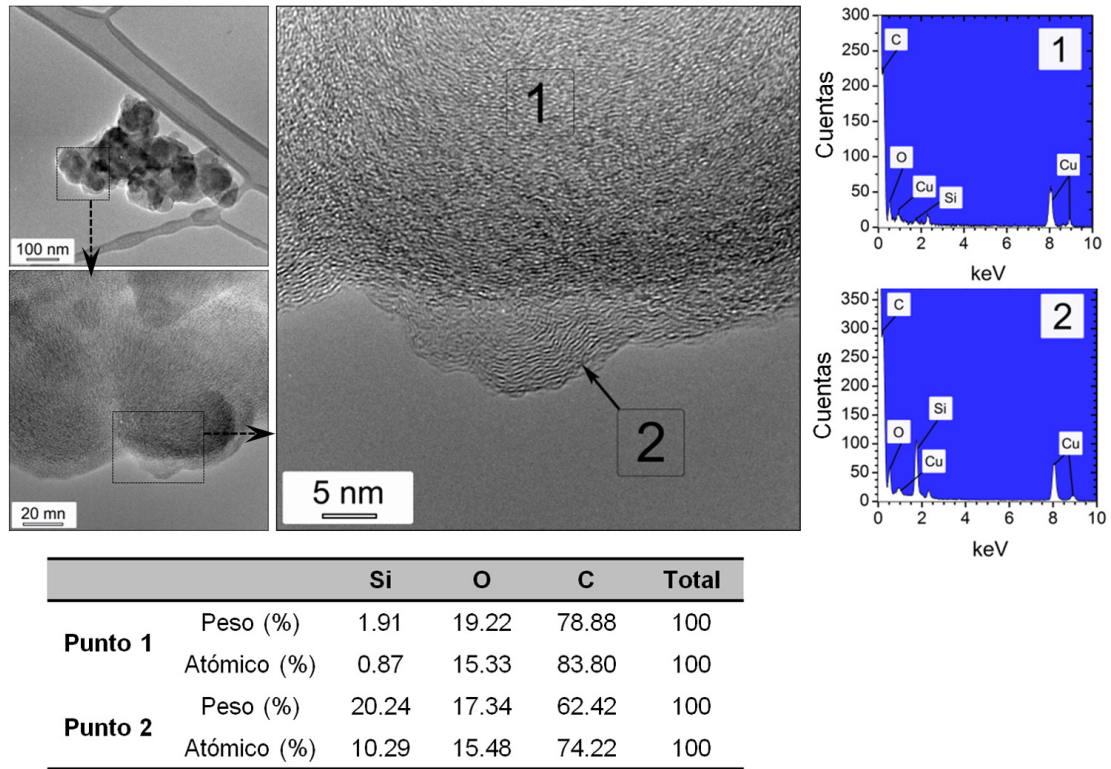 100 nm
20 mn
1
2
5 nm
300
250
200
150
100
50
0
Cuentas
C
O
Cu
Si
Cu
1
0 2 4 6 8 10
keV
350
300
250
200
150
100
50
0
Cuentas
C
O
Si
Cu
Cu
2
0 2 4 6 8 10
keV
Si O C Total
Punto 1
Peso (%) 1.91 19.22 78.88 100
Atómico (%) 0.87 15.33 83.80 100
Punto 2
Peso (%) 20.24 17.34 62.42 100
Atómico (%) 10.29 15.48 74.22 100